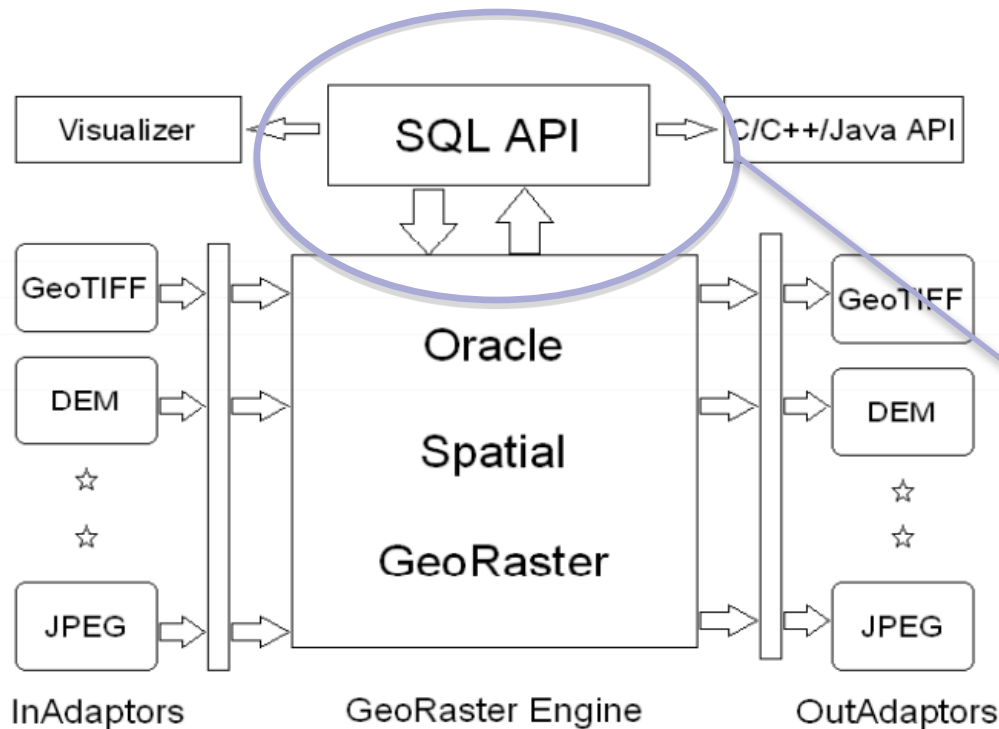 Visualizer
SQL API
C/C++/Java API
GeoTIFF
DEM
JPEG
Oracle
Spatial
GeoRaster
GeoTIFF
DEM
JPEG
InAdaptors
GeoRaster Engine
OutAdaptors